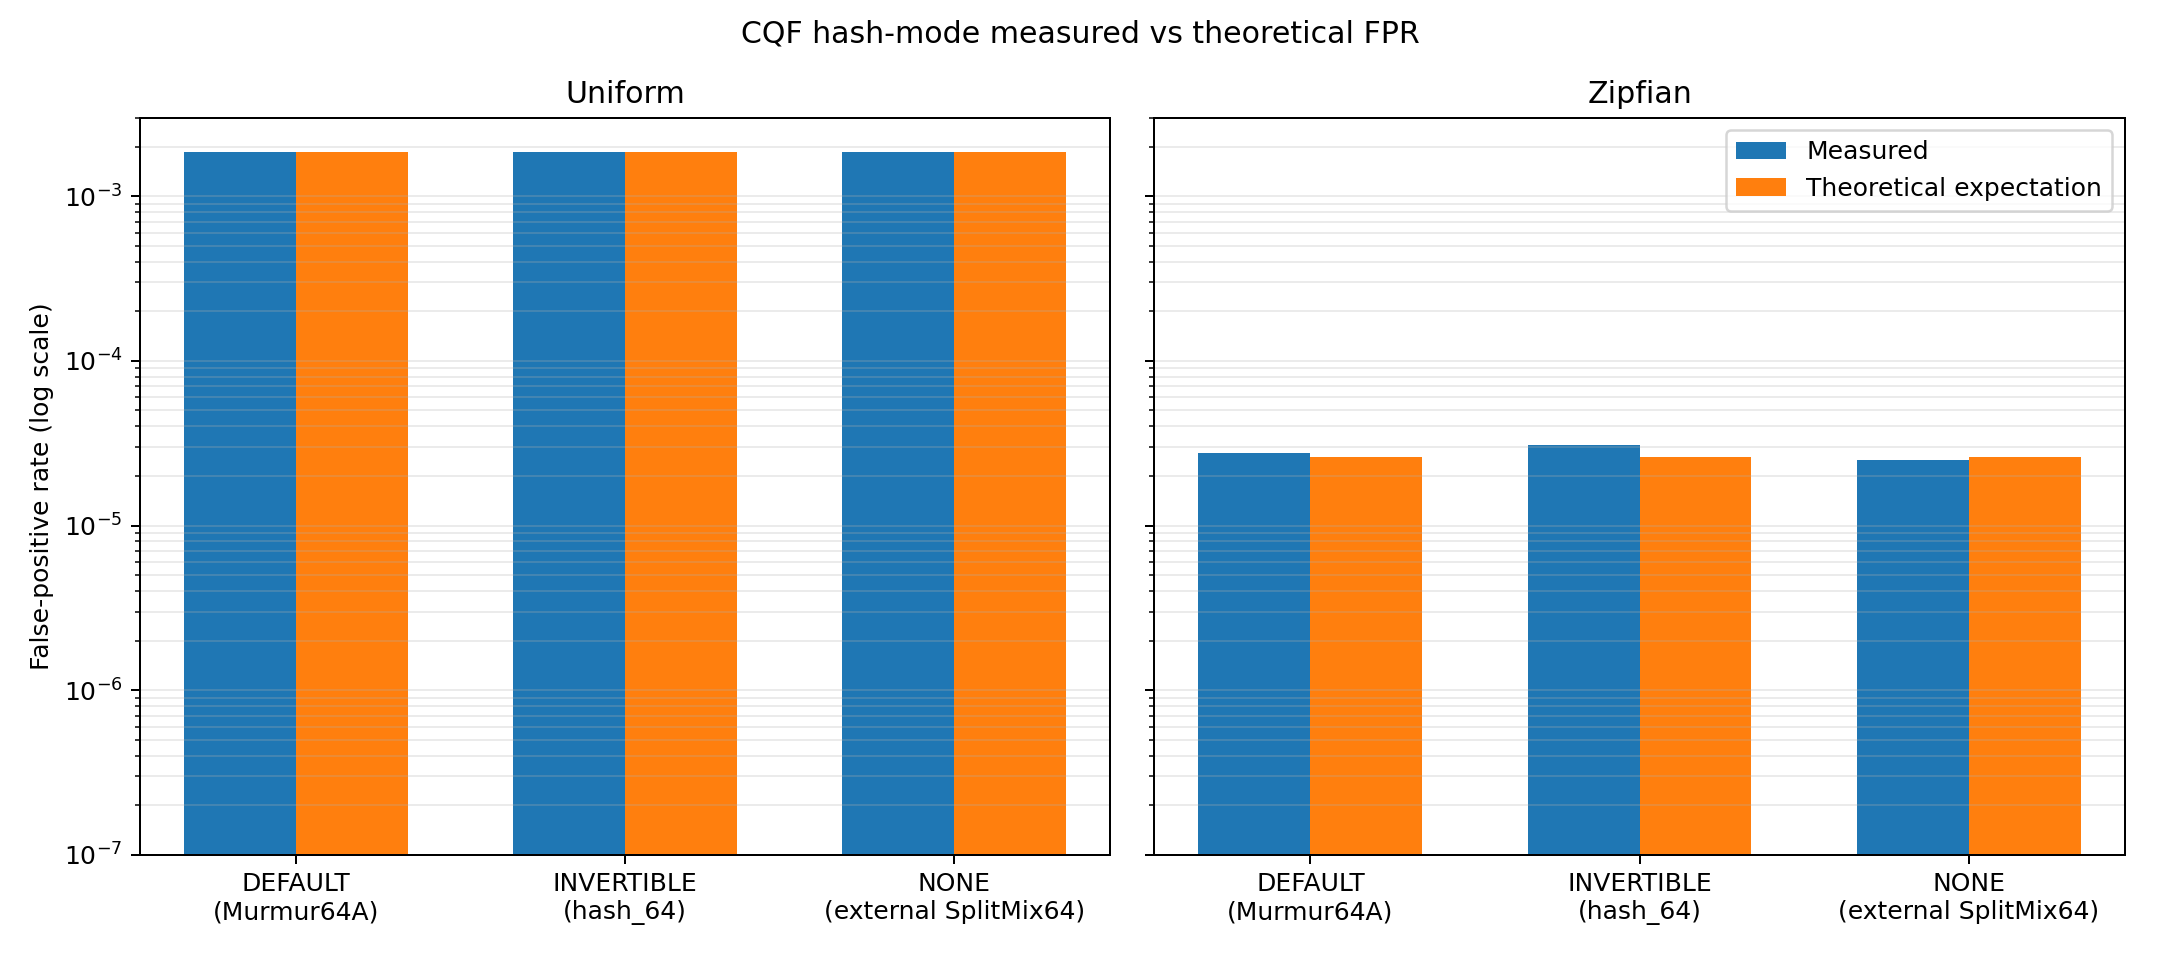 CQF hash-mode measured vs theoretical FPR
Uniform
False-positive rate (log scale)
10⁻³
10⁻⁴
10⁻⁵
10⁻⁶
10⁻⁷
DEFAULT
(Murmur64A)
INVERTIBLE
(hash_64)
NONE
(external SplitMix64)
Zipfian
Measured
Theoretical expectation
DEFAULT
(Murmur64A)
INVERTIBLE
(hash_64)
NONE
(external SplitMix64)